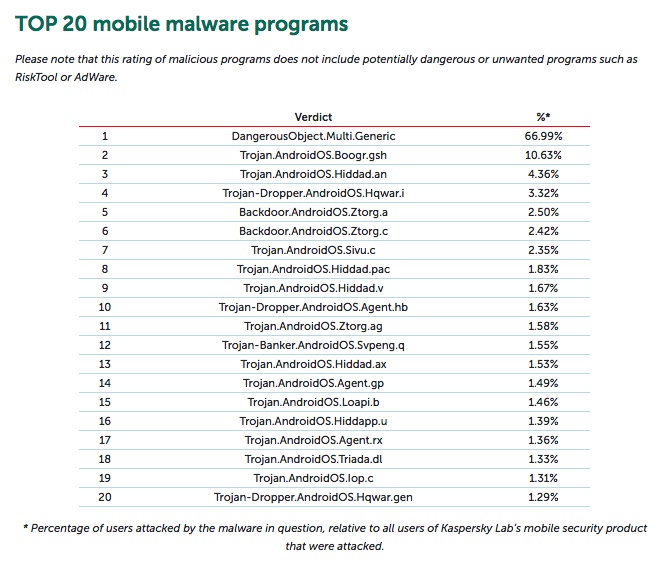 TOP 20 mobile malware programs
Please note that this rating of malicious programs does not include potentially dangerous or unwanted programs such as
RiskTool or AdWare.
Verdict %*
1 DangerousObject.Multi.Generic 66.99%
2 Trojan.AndroidOS.Boogr.gsh 10.63%
3 Trojan.AndroidOS.Hiddad.an 4.36%
4 Trojan-Dropper.AndroidOS.Hqwar.i 3.32%
5 Backdoor.AndroidOS.Ztorg.a 2.50%
6 Backdoor.AndroidOS.Ztorg.c 2.42%
7 Trojan.AndroidOS.Sivu.c 2.35%
8 Trojan.AndroidOS.Hiddad.pac 1.83%
9 Trojan.AndroidOS.Hiddad.v 1.67%
10 Trojan-Dropper.AndroidOS.Agent.hb 1.63%
11 Trojan.AndroidOS.Ztorg.ag 1.58%
12 Trojan-Banker.AndroidOS.Svpeng.q 1.55%
13 Trojan.AndroidOS.Hiddad.ax 1.53%
14 Trojan.AndroidOS.Agent.gp 1.49%
15 Trojan.AndroidOS.Loapi.b 1.46%
16 Trojan.AndroidOS.Hiddapp.u 1.39%
17 Trojan.AndroidOS.Agent.rx 1.36%
18 Trojan.AndroidOS.Triada.dl 1.33%
19 Trojan.AndroidOS.Iop.c 1.31%
20 Trojan-Dropper.AndroidOS.Hqwar.gen 1.29%
* Percentage of users attacked by the malware in question, relative to all users of Kaspersky Lab's mobile security product
that were attacked.